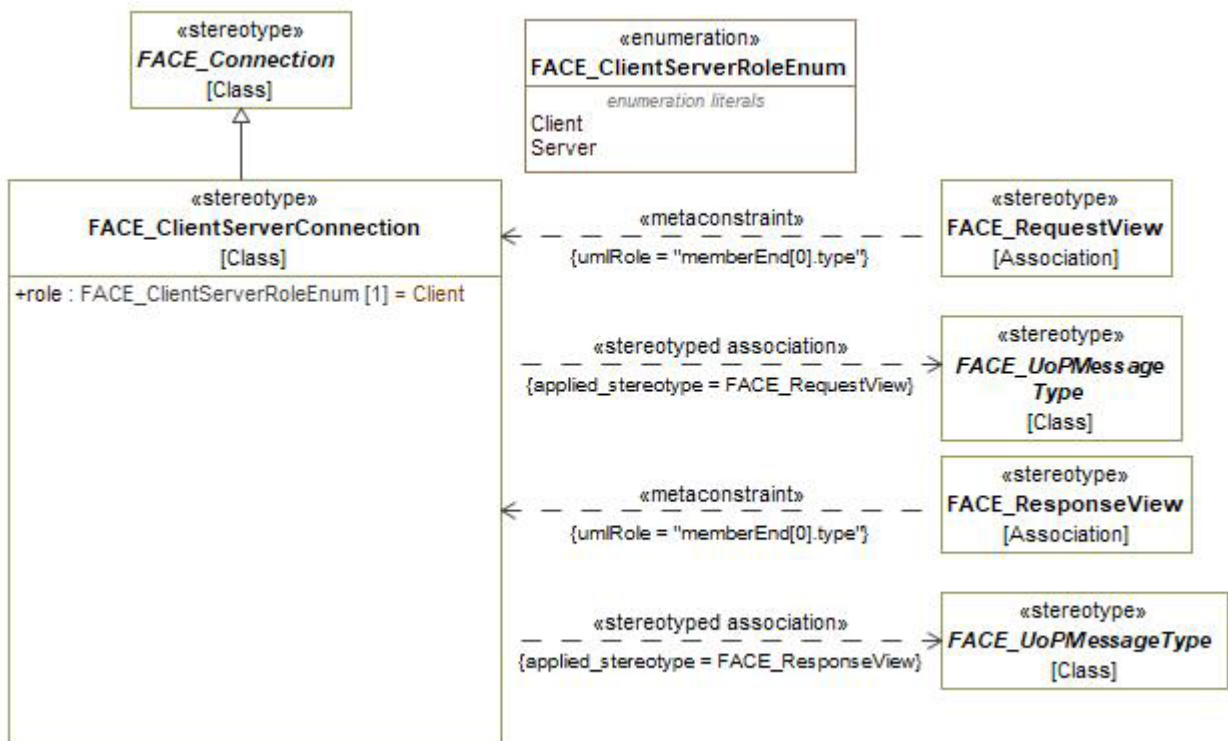 «stereotype»
FACE_Connection
[Class]
«enumeration»
FACE_ClientServerRoleEnum
enumeration literals
Client
Server
«stereotype»
FACE_ClientServerConnection
[Class]
+role : FACE_ClientServerRoleEnum [1] = Client
«metaconstraint»
{umlRole = "memberEnd[0].type"}
«stereotype»
FACE_RequestView
[Association]
«stereotyped association»
{applied_stereotype = FACE_RequestView}
«stereotype»
FACE_UoPMessage
Type
[Class]
«metaconstraint»
{umlRole = "memberEnd[0].type"}
«stereotype»
FACE_ResponseView
[Association]
«stereotyped association»
{applied_stereotype = FACE_ResponseView}
«stereotype»
FACE_UoPMessageType
[Class]